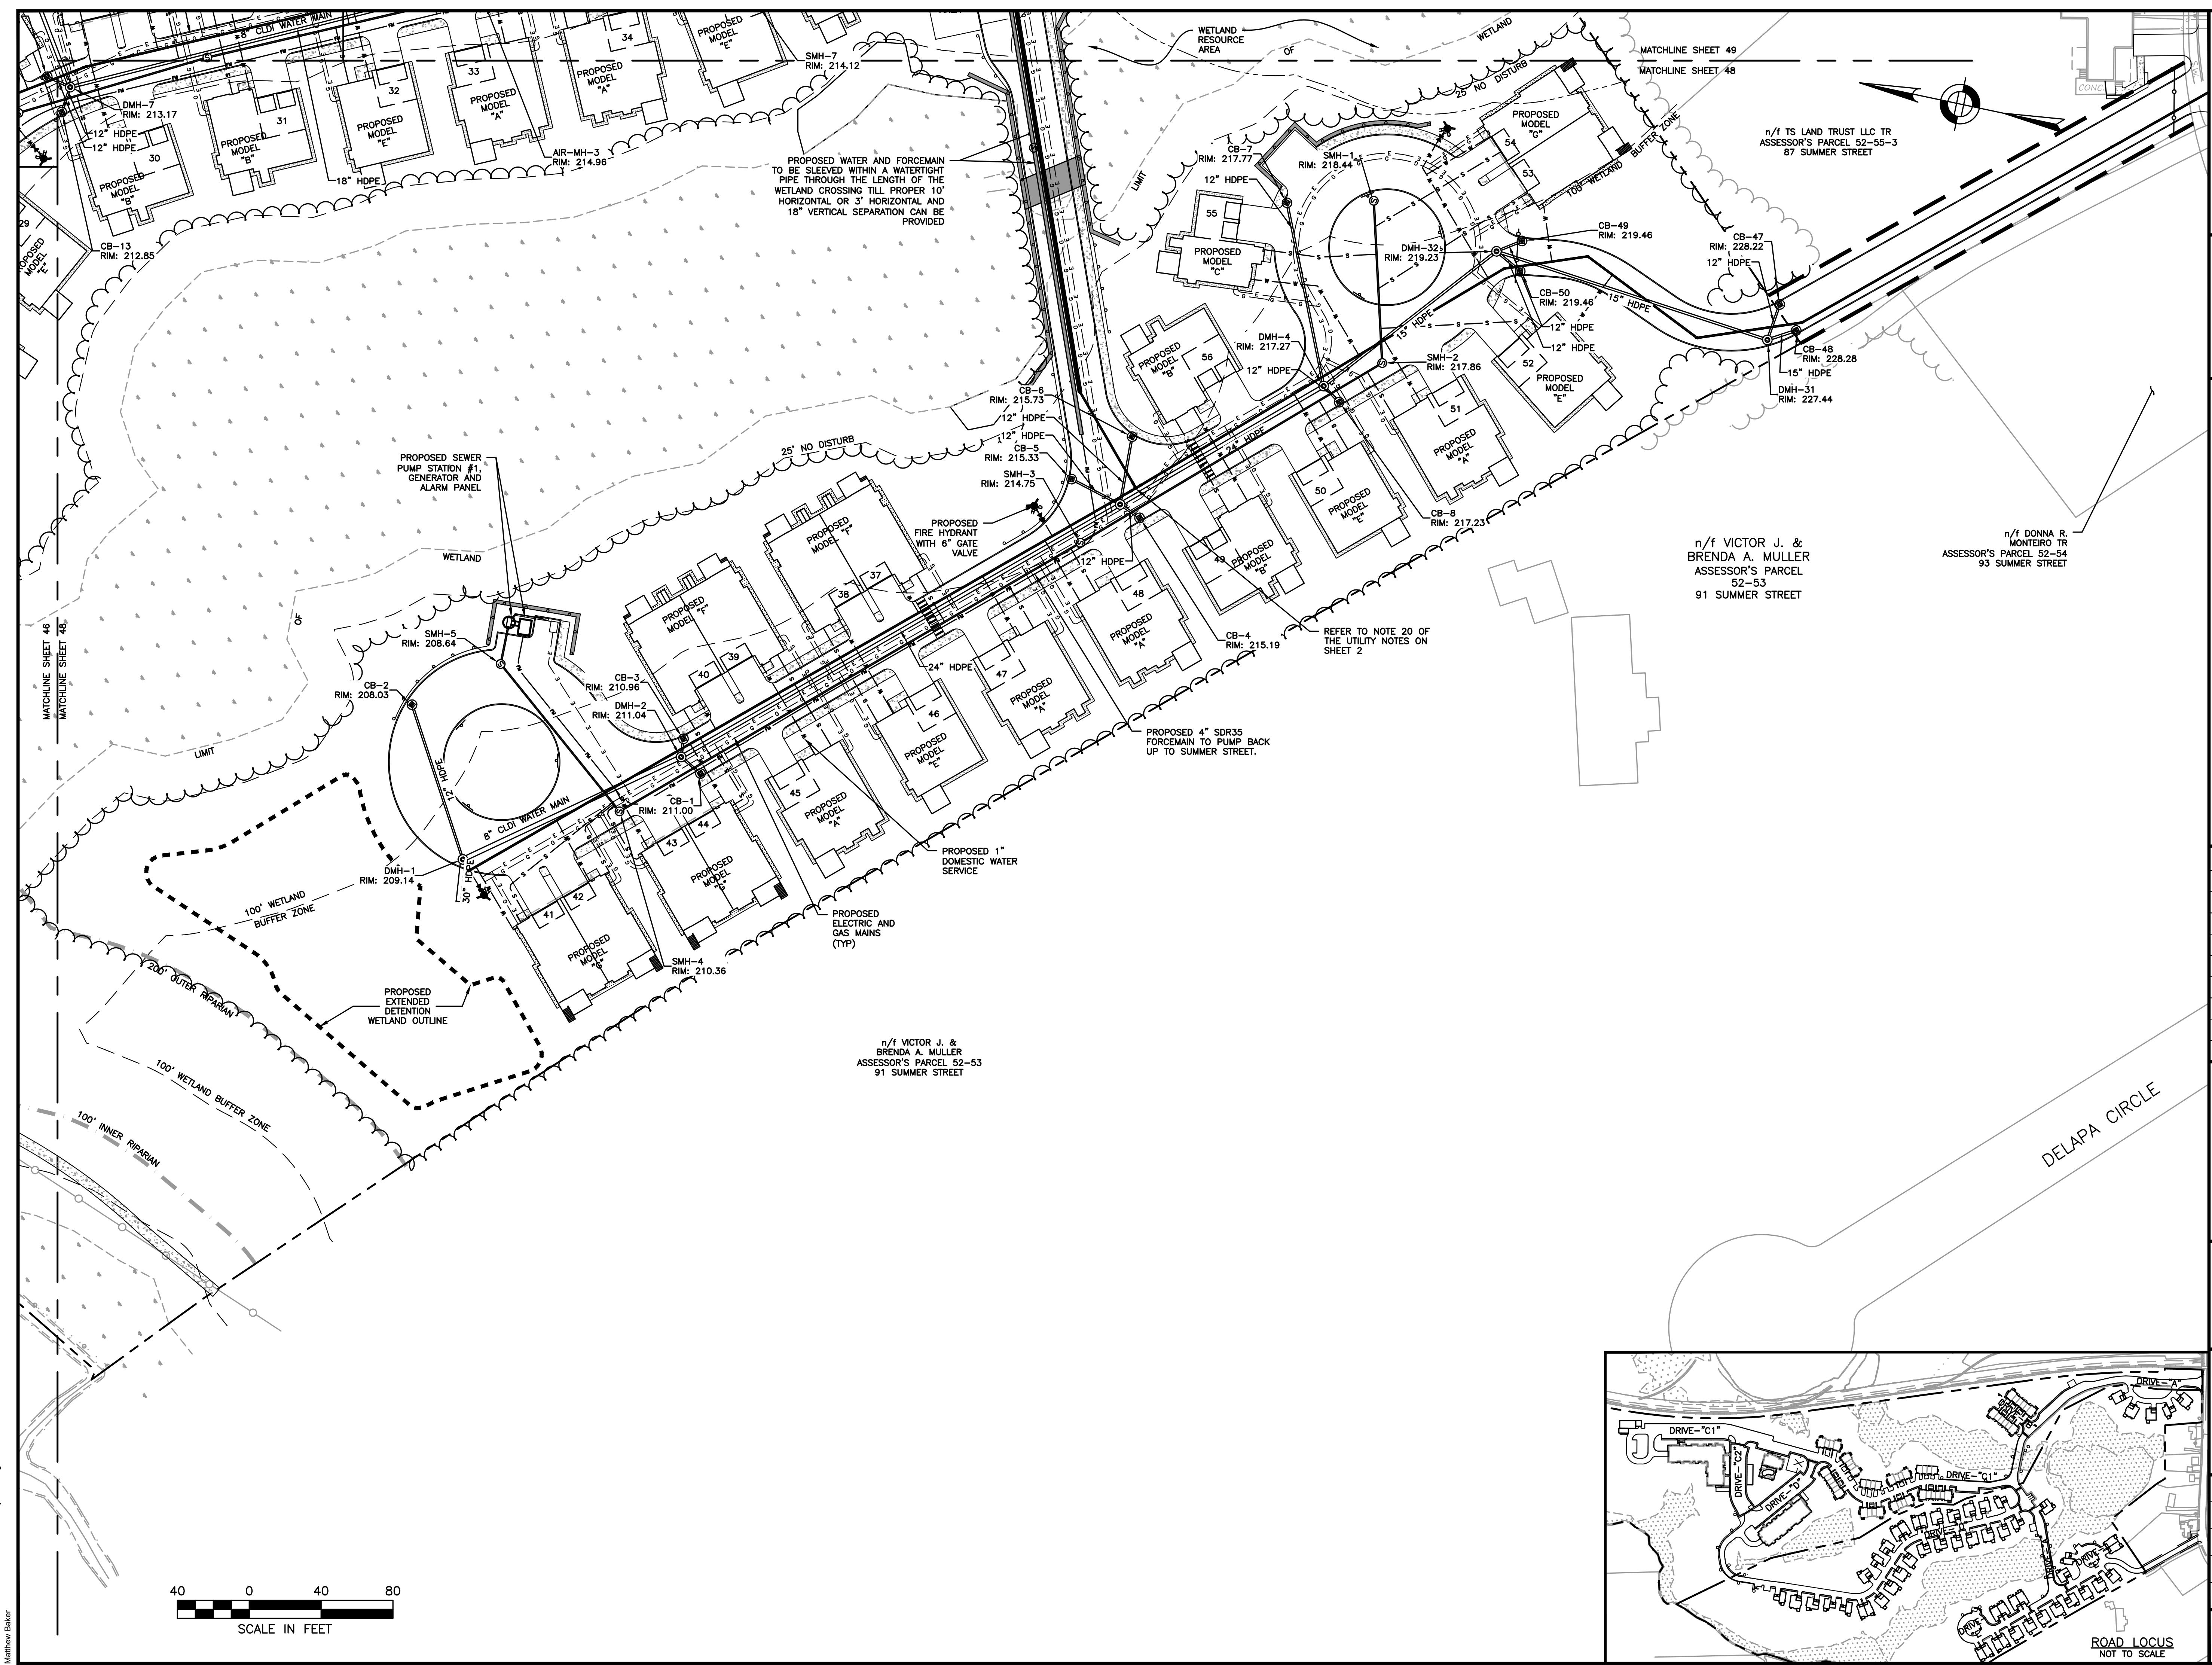 8" CLDI WATER MAIN
34
33
32
31
30
29
PROPOSED
MODEL
"E"
PROPOSED
MODEL
"A"
PROPOSED
MODEL
"A"
PROPOSED
MODEL
"E"
PROPOSED
MODEL
"B"
PROPOSED
MODEL
"B"
SMH-7
RIM: 214.12
DMH-7
RIM: 213.17
12" HDPE
12" HDPE
18" HDPE
AIR-MH-3
RIM: 214.96
CB-13
RIM: 212.85
WETLAND
RESOURCE
AREA
LIMIT
OF
WETLAND
25' NO DISTURB
MATCHLINE SHEET 49
MATCHLINE SHEET 48
CONC.
n/f TS LAND TRUST LLC TR
ASSESSOR'S PARCEL 52-55-3
87 SUMMER STREET
PROPOSED WATER AND FORCEMAIN
TO BE SLEEVED WITHIN A WATERTIGHT
PIPE THROUGH THE LENGTH OF THE
WETLAND CROSSING TILL PROPER 10'
HORIZONTAL OR 3' HORIZONTAL AND
18" VERTICAL SEPARATION CAN BE
PROVIDED
CB-7
RIM: 217.77
12" HDPE
SMH-1
RIM: 218.44
PROPOSED
MODEL
"G"
54
53
100' WETLAND BUFFER ZONE
55
PROPOSED
MODEL
"C"
DMH-32
RIM: 219.23
CB-49
RIM: 219.46
CB-47
RIM: 228.22
12" HDPE
CB-50
RIM: 219.46
15" HDPE
12" HDPE
12" HDPE
15" HDPE
CB-48
RIM: 228.28
15" HDPE
DMH-31
RIM: 227.44
DMH-4
RIM: 217.27
12" HDPE
SMH-2
RIM: 217.86
PROPOSED
MODEL
"B"
56
52
PROPOSED
MODEL
"E"
51
PROPOSED
MODEL
"A"
50
PROPOSED
MODEL
"E"
49
PROPOSED
MODEL
"B"
48
PROPOSED
MODEL
"A"
47
PROPOSED
MODEL
"A"
CB-6
RIM: 215.73
12" HDPE
12" HDPE
CB-5
RIM: 215.33
SMH-3
RIM: 214.75
24" HDPE
CB-8
RIM: 217.23
12" HDPE
CB-4
RIM: 215.19
REFER TO NOTE 20 OF
THE UTILITY NOTES ON
SHEET 2
n/f VICTOR J. &
BRENDA A. MULLER
ASSESSOR'S PARCEL
52-53
91 SUMMER STREET
n/f DONNA R.
MONTEIRO TR
ASSESSOR'S PARCEL 52-54
93 SUMMER STREET
25' NO DISTURB
PROPOSED SEWER
PUMP STATION #1,
GENERATOR AND
ALARM PANEL
PROPOSED
FIRE HYDRANT
WITH 6" GATE
VALVE
WETLAND
OF
LIMIT
PROPOSED
MODEL
"F"
37
38
PROPOSED
MODEL
"F"
39
40
MATCHLINE SHEET 46
MATCHLINE SHEET 48
SMH-5
RIM: 208.64
CB-2
RIM: 208.03
CB-3
RIM: 210.96
DMH-2
RIM: 211.04
24" HDPE
46
PROPOSED
MODEL
"E"
45
PROPOSED
MODEL
"A"
PROPOSED 4" SDR35
FORCEMAIN TO PUMP BACK
UP TO SUMMER STREET.
12" HDPE
8" CLDI WATER MAIN
CB-1
RIM: 211.00
44
43
PROPOSED
MODEL
"G"
PROPOSED 1"
DOMESTIC WATER
SERVICE
DMH-1
RIM: 209.14
30" HDPE
42
41
PROPOSED
MODEL
"G"
PROPOSED
ELECTRIC AND
GAS MAINS
(TYP)
SMH-4
RIM: 210.36
100' WETLAND
BUFFER ZONE
200' OUTER RIPARIAN
PROPOSED
EXTENDED
DETENTION
WETLAND OUTLINE
n/f VICTOR J. &
BRENDA A. MULLER
ASSESSOR'S PARCEL 52-53
91 SUMMER STREET
100' WETLAND BUFFER ZONE
100' INNER RIPARIAN
DELAPA CIRCLE
40 0 40 80
SCALE IN FEET
Matthew Baker
DRIVE-"A"
DRIVE-"C1"
DRIVE-"C2"
DRIVE-"D"
DRIVE-"C1"
ROAD LOCUS
NOT TO SCALE